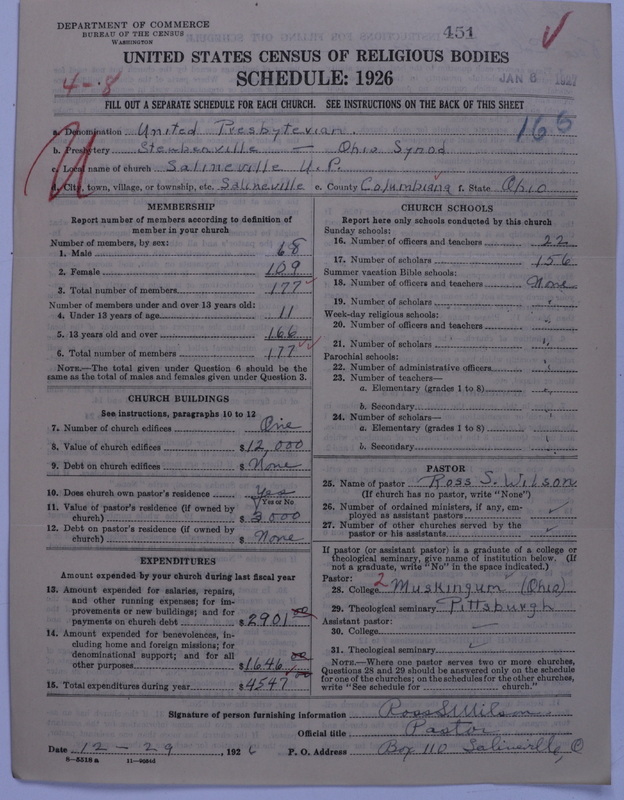 DEPARTMENT OF COMMERCE
BUREAU OF THE CENSUS
WASHINGTON
451
UNITED STATES CENSUS OF RELIGIOUS BODIES
SCHEDULE: 1926
4-8
JAN 8 1927
FILL OUT A SEPARATE SCHEDULE FOR EACH CHURCH. SEE INSTRUCTIONS ON THE BACK OF THIS SHEET
166
a. Denomination United Presbyterian.
b. Presbytery Steubenville — Ohio Synod
c. Local name of church Salineville U.P.
d. City, town, village, or township, etc. Salineville e. County Columbiana f. State Ohio
MEMBERSHIP
Report number of members according to definition of
member in your church
Number of members, by sex:
1. Male 68
2. Female 109
3. Total number of members 177
Number of members under and over 13 years old:
4. Under 13 years of age 11
5. 13 years old and over 166
6. Total number of members 177
NOTE.—The total given under Question 6 should be the
same as the total of males and females given under Question 3.
CHURCH BUILDINGS
See instructions, paragraphs 10 to 12
7. Number of church edifices One
8. Value of church edifices $12,000
9. Debt on church edifices $ None
10. Does church own pastor's residence Yes
Yes or No
11. Value of pastor's residence (if owned by
church) $3000
12. Debt on pastor's residence (if owned by
church) $ None
EXPENDITURES
Amount expended by your church during last fiscal year
13. Amount expended for salaries, repairs,
and other running expenses; for im-
provements or new buildings; and for
payments on church debt $2901 00
14. Amount expended for benevolences, in-
cluding home and foreign missions; for
denominational support; and for all
other purposes $1646 00
15. Total expenditures during year $4547 00
CHURCH SCHOOLS
Report here only schools conducted by this church
Sunday schools:
16. Number of officers and teachers 22
17. Number of scholars 156
Summer vacation Bible schools:
18. Number of officers and teachers None
19. Number of scholars "
Week-day religious schools:
20. Number of officers and teachers "
21. Number of scholars "
Parochial schools:
22. Number of administrative officers "
23. Number of teachers—
a. Elementary (grades 1 to 8) "
b. Secondary "
24. Number of scholars—
a. Elementary (grades 1 to 8) "
b. Secondary "
PASTOR
25. Name of pastor Ross S. Wilson
(If church has no pastor, write "None")
26. Number of ordained ministers, if any, em-
ployed as assistant pastors
27. Number of other churches served by the
pastor or his assistants
If pastor (or assistant pastor) is a graduate of a college or
theological seminary, give name of institution below. (If
not a graduate, write "No" in the space indicated.)
Pastor:
28. College 2 Muskingum (Ohio)
29. Theological seminary Pittsburgh
Assistant pastor:
30. College
31. Theological seminary
NOTE.—Where one pastor serves two or more churches,
Questions 28 and 29 should be answered only on the schedule
for one of the churches; on the schedules for the other churches,
write "See schedule for church."
Signature of person furnishing information Ross S. Wilson
Official title Pastor
Date 12-29, 1926 P. O. Address Box 110 Salineville, O
8—5318 a 11—9054d